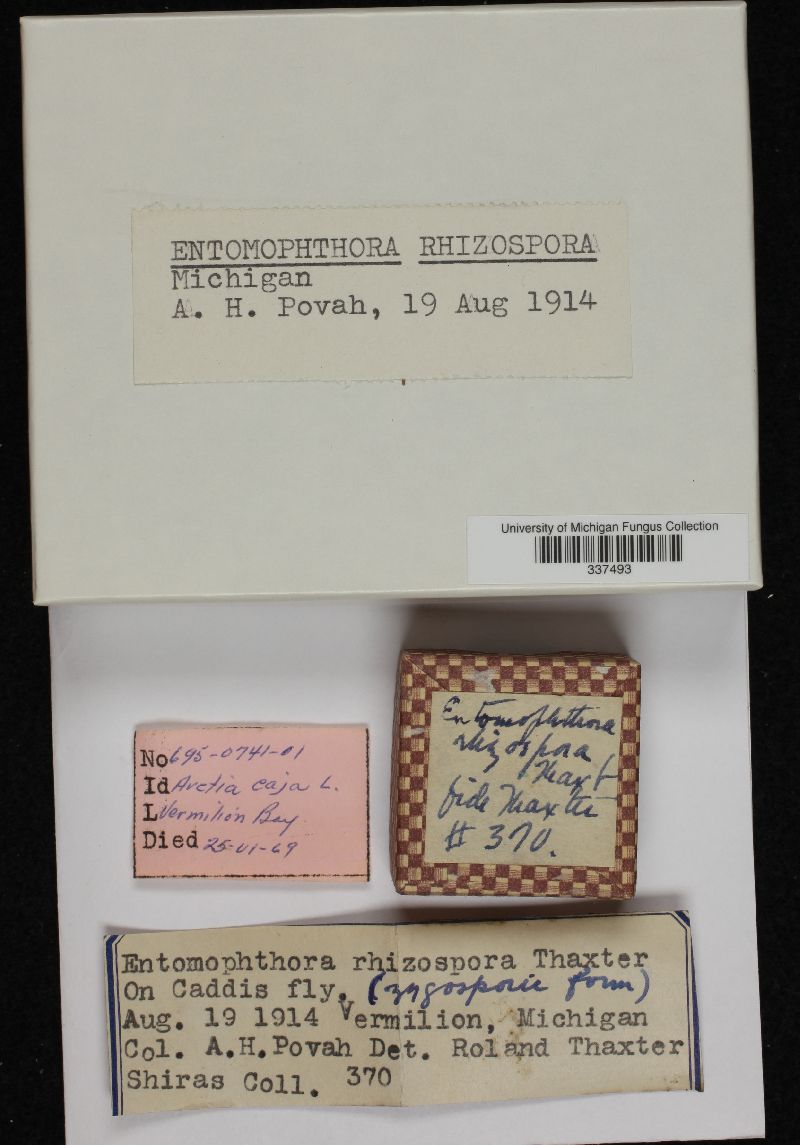 ENTOMOPHTHORA RHIZOSPORA
Michigan
A. H. Povah, 19 Aug 1914
University of Michigan Fungus Collection
337493
No 695-0741-01
Id Arctia caja L.
L Vermilion Bay
Died 25-01-69
Entomophthora
rhizospora
Thaxt
fide Thaxter
# 370.
Entomophthora rhizospora Thaxter
On Caddis fly. (zygosporic form)
Aug. 19 1914 Vermilion, Michigan
Col. A.H.Povah Det. Roland Thaxter
Shiras Coll. 370